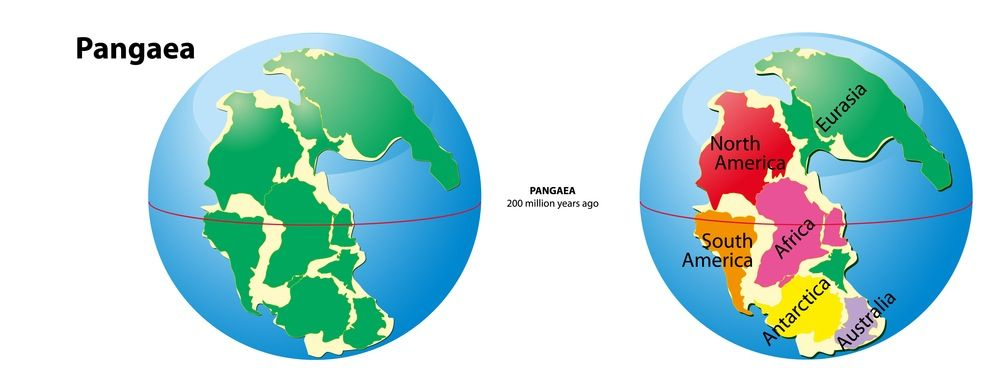 Pangaea
PANGAEA
200 million years ago
Eurasia
North
America
South
America
Africa
Antarctica
Australia